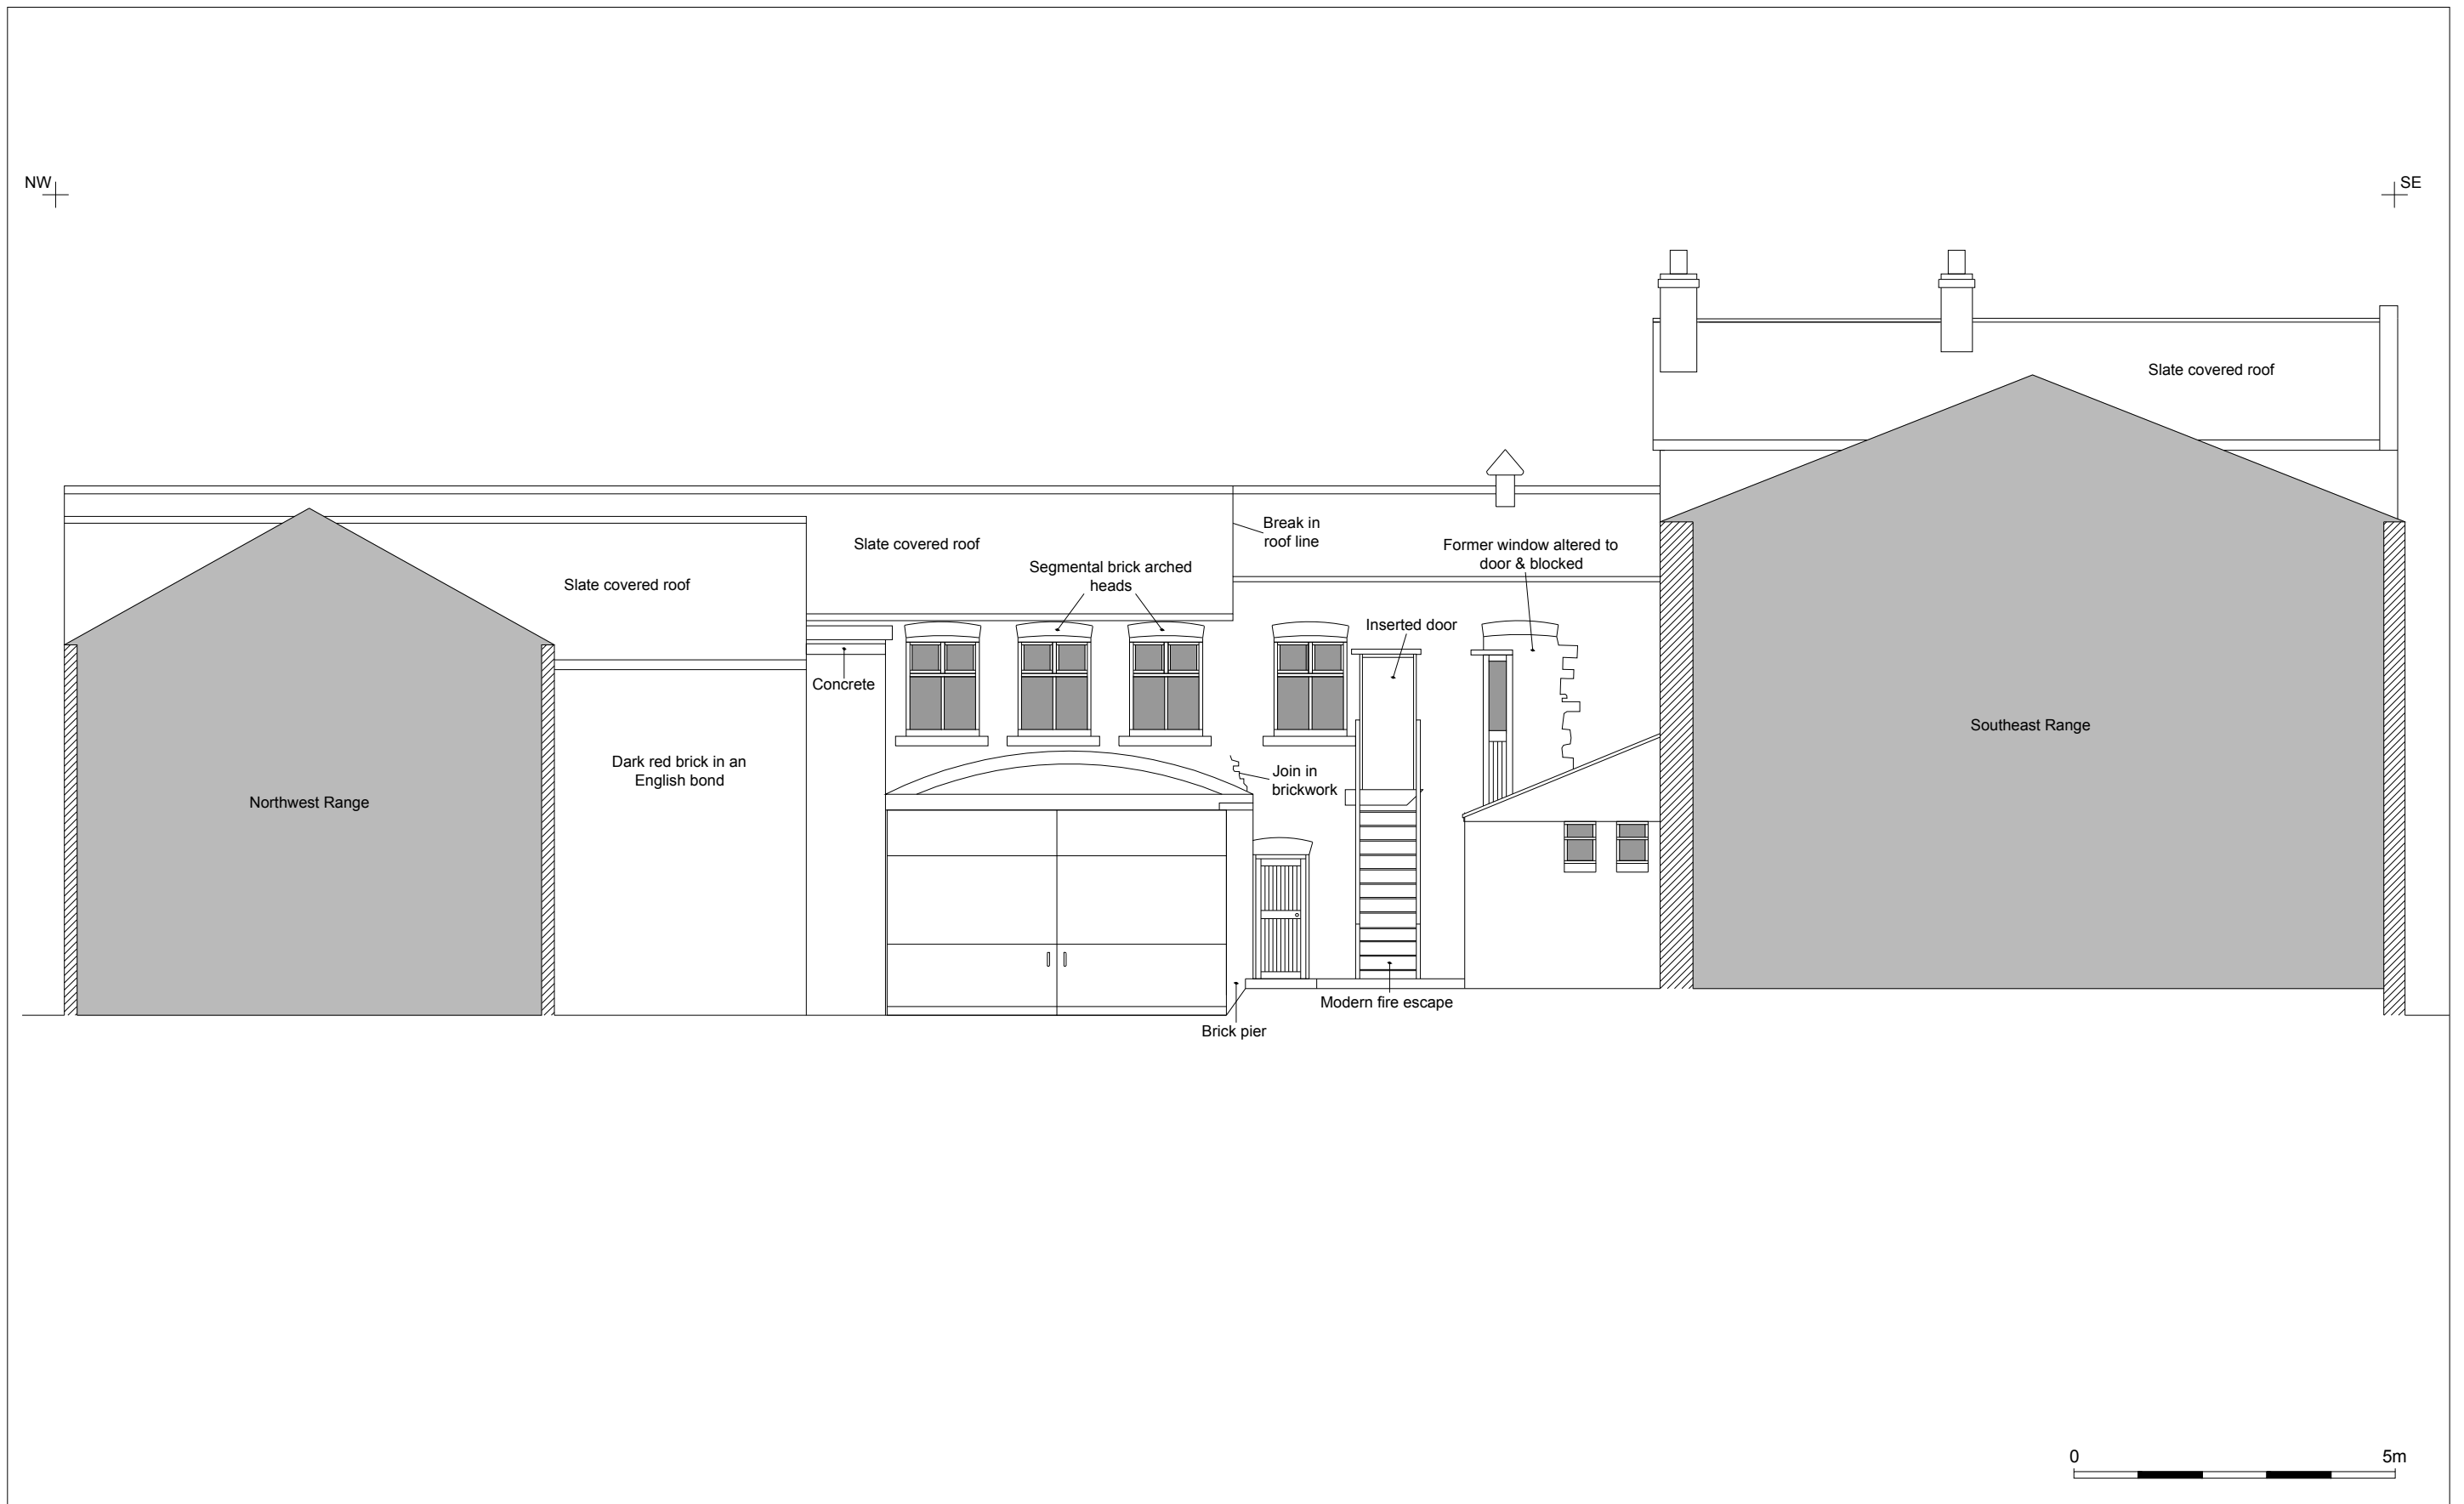 NW
SE
Slate covered roof
Break in
roof line
Slate covered roof
Former window altered to
door & blocked
Segmental brick arched
heads
Slate covered roof
Inserted door
Concrete
Southeast Range
Dark red brick in an
English bond
Join in
brickwork
Northwest Range
Modern fire escape
Brick pier
0
5m